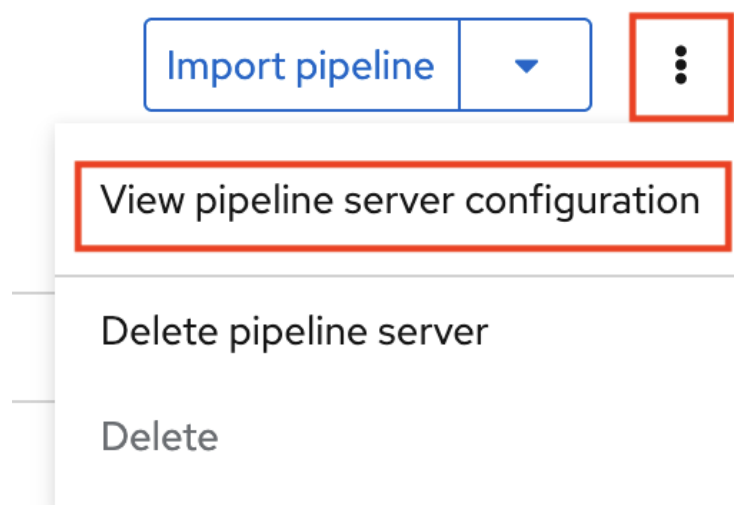 Import pipeline
View pipeline server configuration
Delete pipeline server
Delete